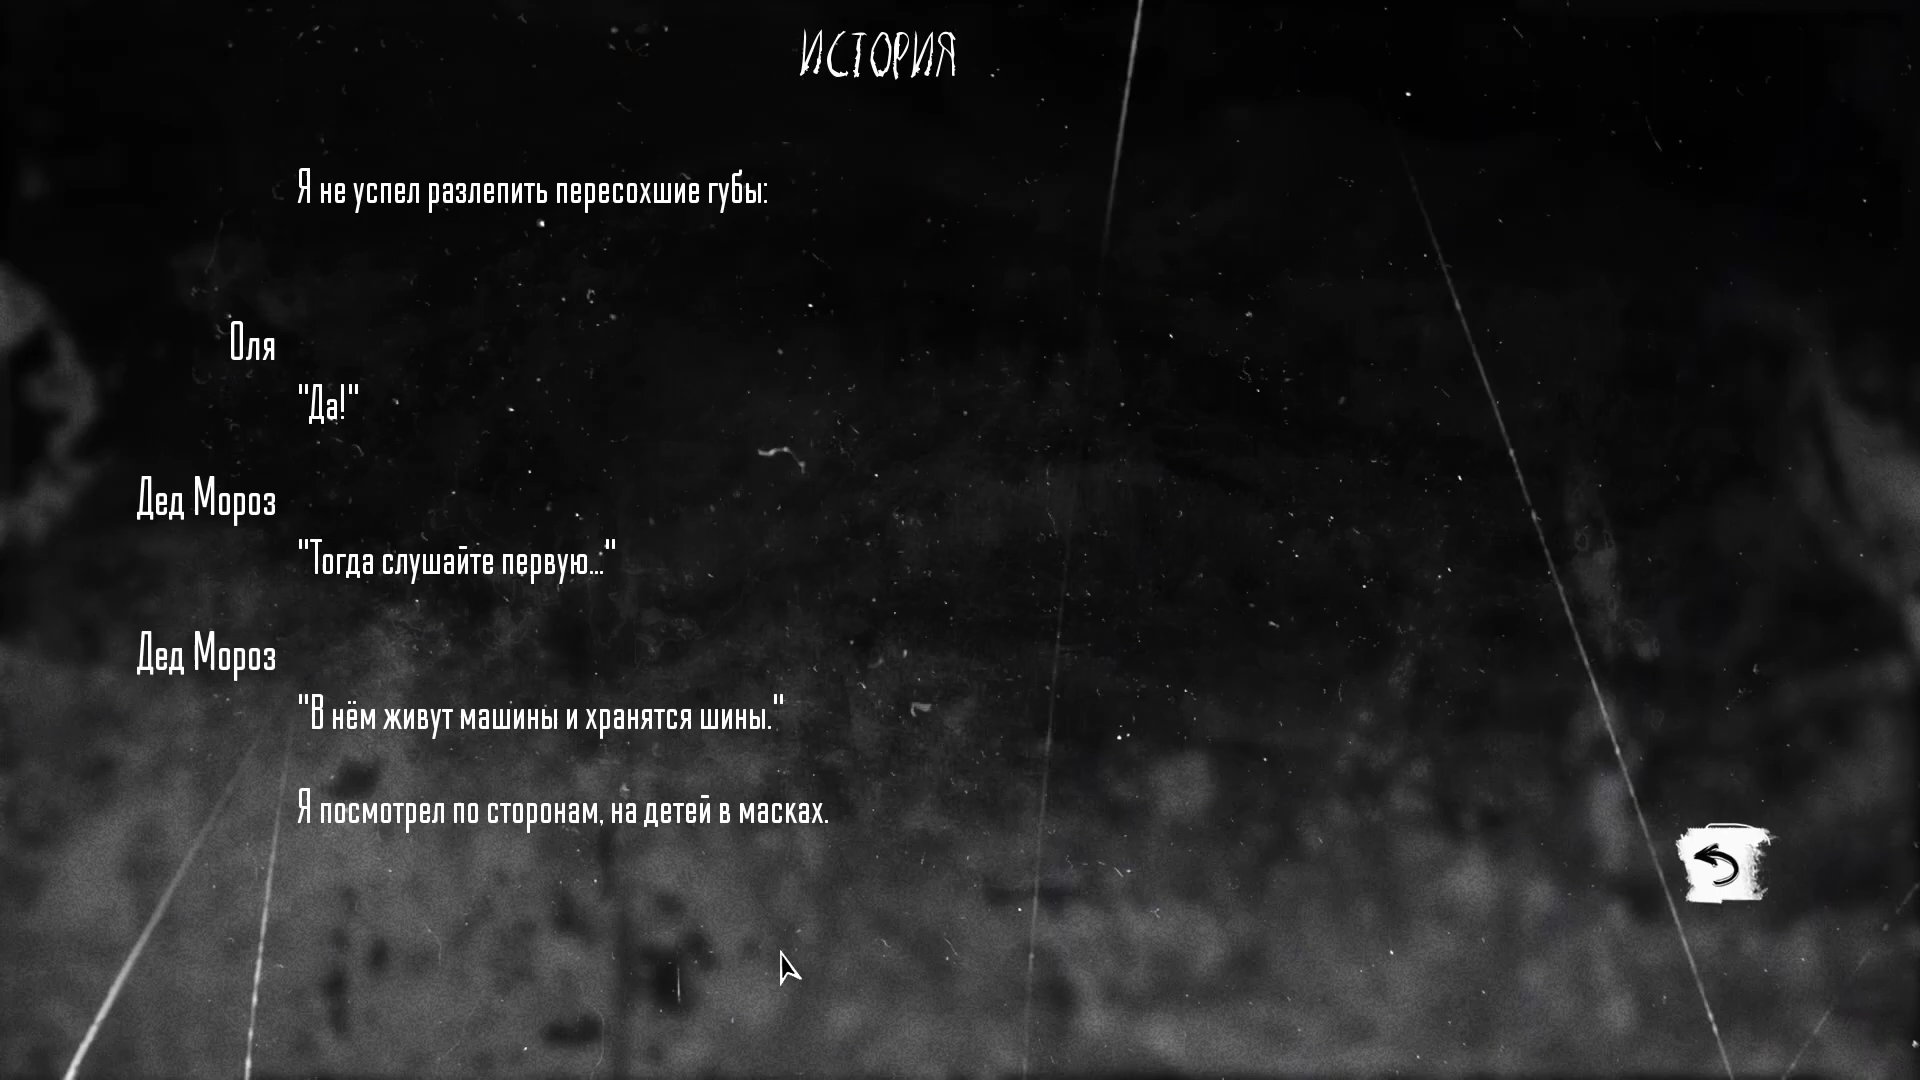 ИСТОРИЯ
Я не успел разлепить пересохшие губы:
Оля
"Да!"
Дед Мороз
"Тогда слушайте первую..."
Дед Мороз
"В нём живут машины и хранятся шины."
Я посмотрел по сторонам, на детей в масках.